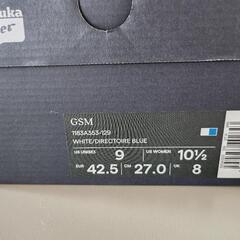 uka
er
GSM
1183A353-129
WHITE/DIRECTOIRE BLUE
US UNISEX 9 US WOMEN 10½
EUR 42.5 CM 27.0 UK 8